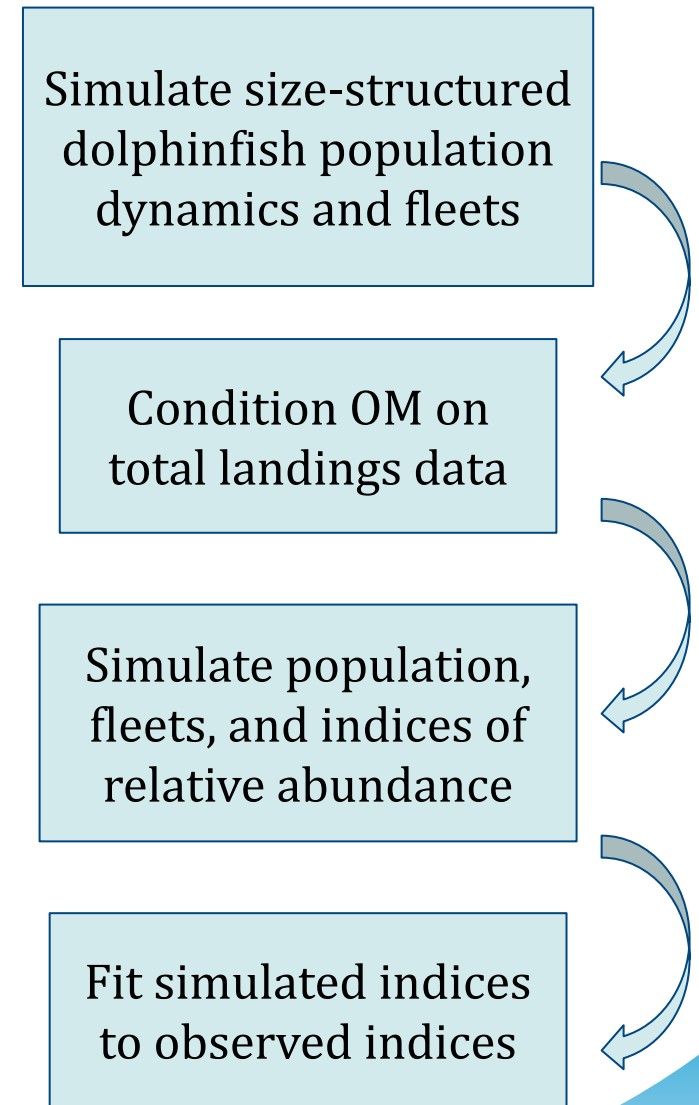 Simulate size-structured
dolphinfish population
dynamics and fleets
Condition OM on
total landings data
Simulate population,
fleets, and indices of
relative abundance
Fit simulated indices
to observed indices